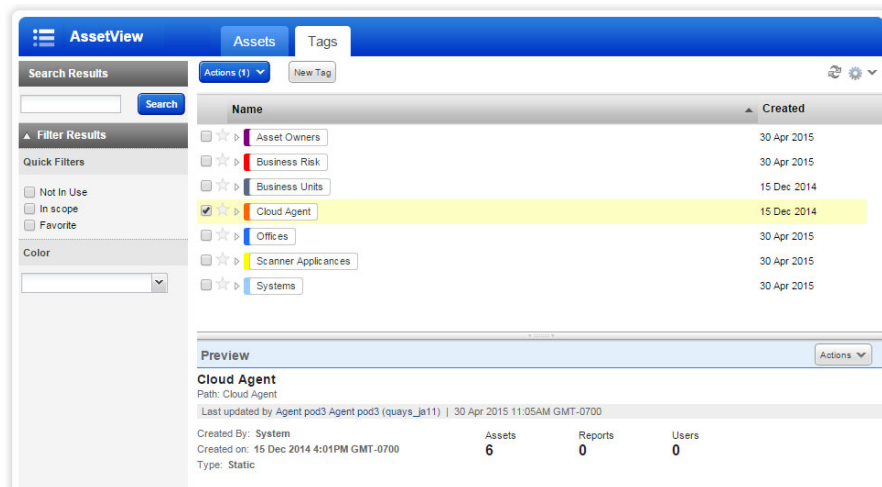 AssetView
Assets
Tags
Search Results
Actions (1)
New Tag
Search
Name
Created
Filter Results
Quick Filters
Not In Use
In scope
Favorite
Color
Asset Owners 30 Apr 2015
Business Risk 30 Apr 2015
Business Units 15 Dec 2014
Cloud Agent 15 Dec 2014
Offices 30 Apr 2015
Scanner Applicances 30 Apr 2015
Systems 30 Apr 2015
Preview
Actions
Cloud Agent
Path: Cloud Agent
Last updated by Agent pod3 Agent pod3 (quays_ja11) | 30 Apr 2015 11:05AM GMT-0700
Created By: System
Created on: 15 Dec 2014 4:01PM GMT-0700
Type: Static
Assets Reports Users
6 0 0